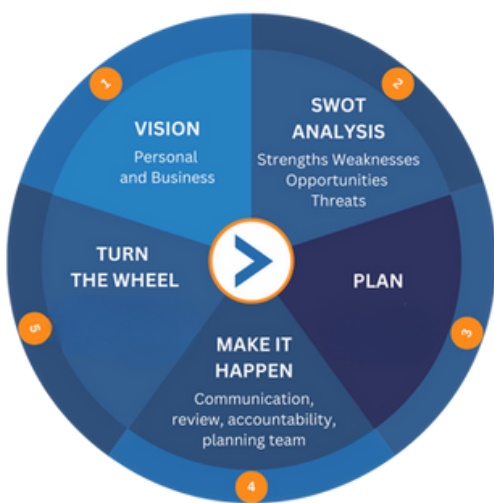 1
VISION
Personal
and Business
2
SWOT
ANALYSIS
Strengths Weaknesses
Opportunities
Threats
3
PLAN
4
MAKE IT
HAPPEN
Communication,
review, accountability,
planning team
5
TURN
THE WHEEL